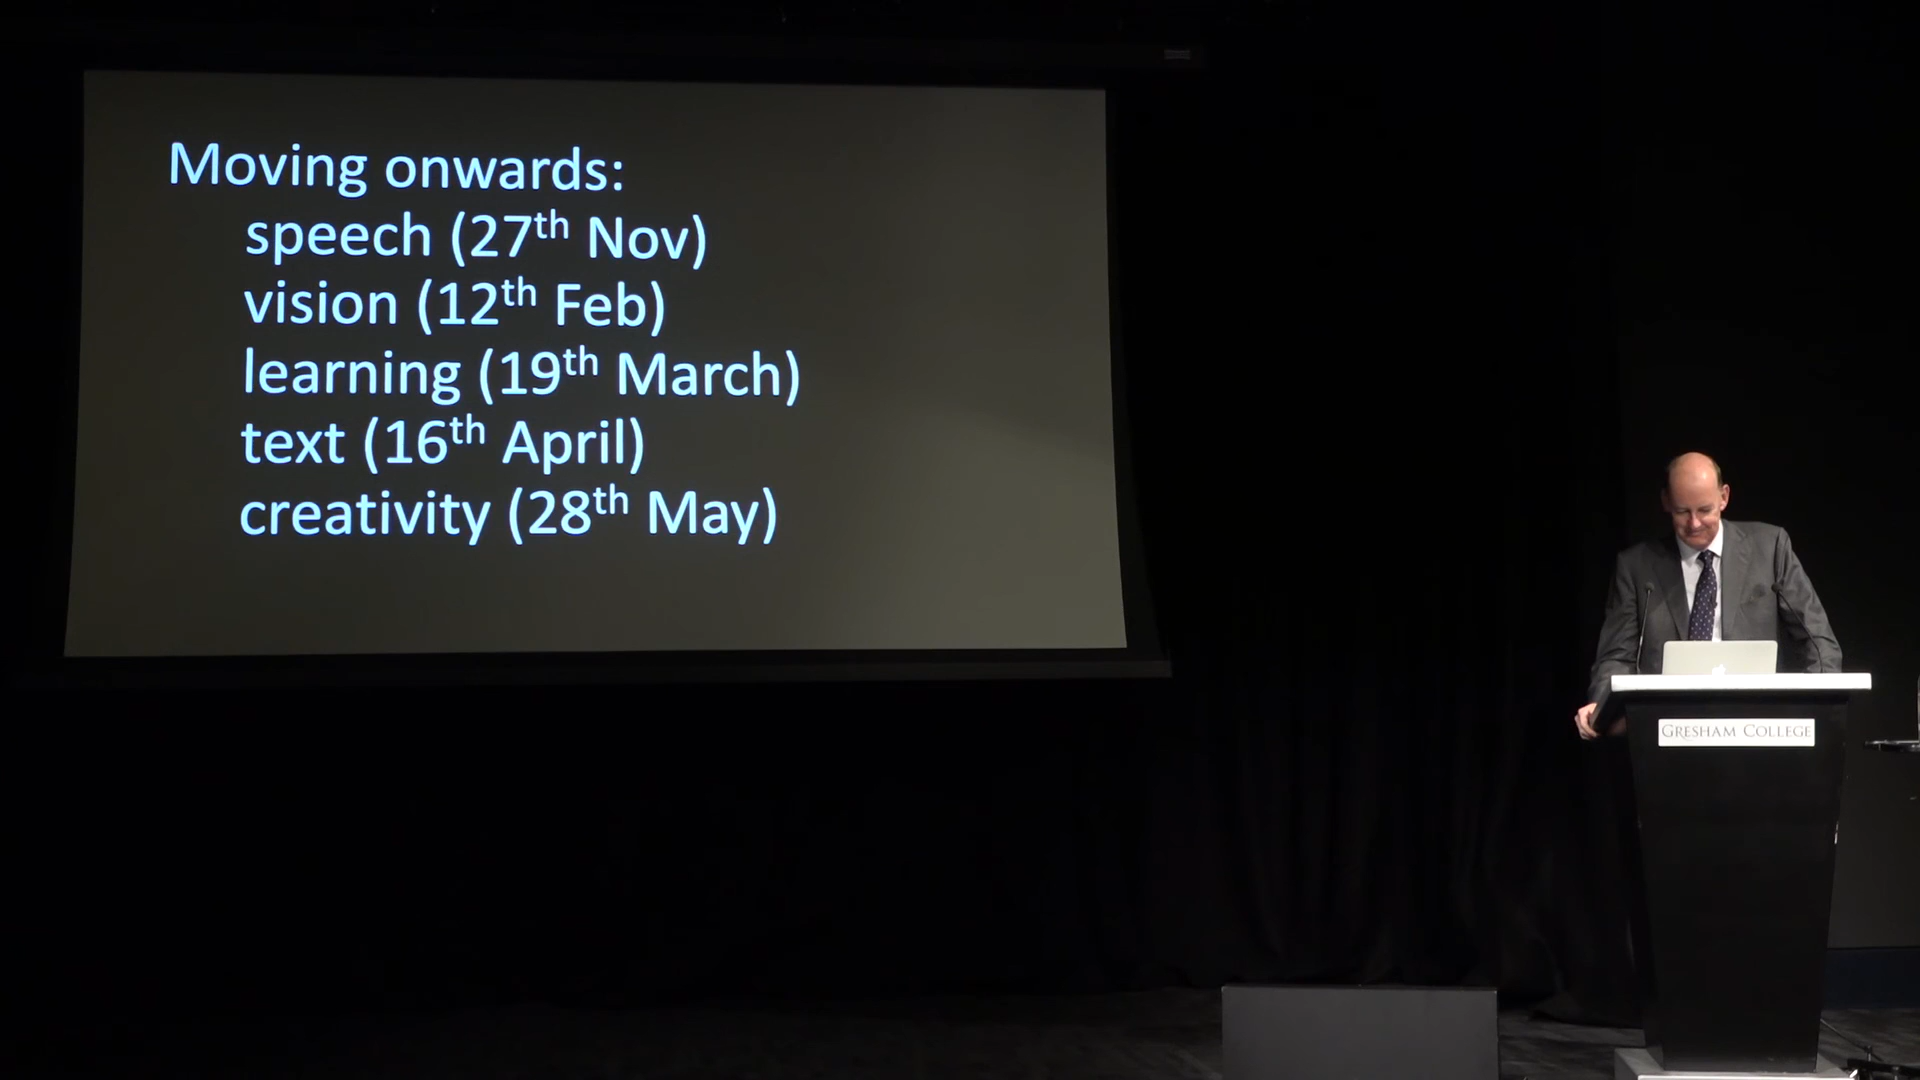 Moving onwards:
speech (27th Nov)
vision (12th Feb)
learning (19th March)
text (16th April)
creativity (28th May)
GRESHAM COLLEGE